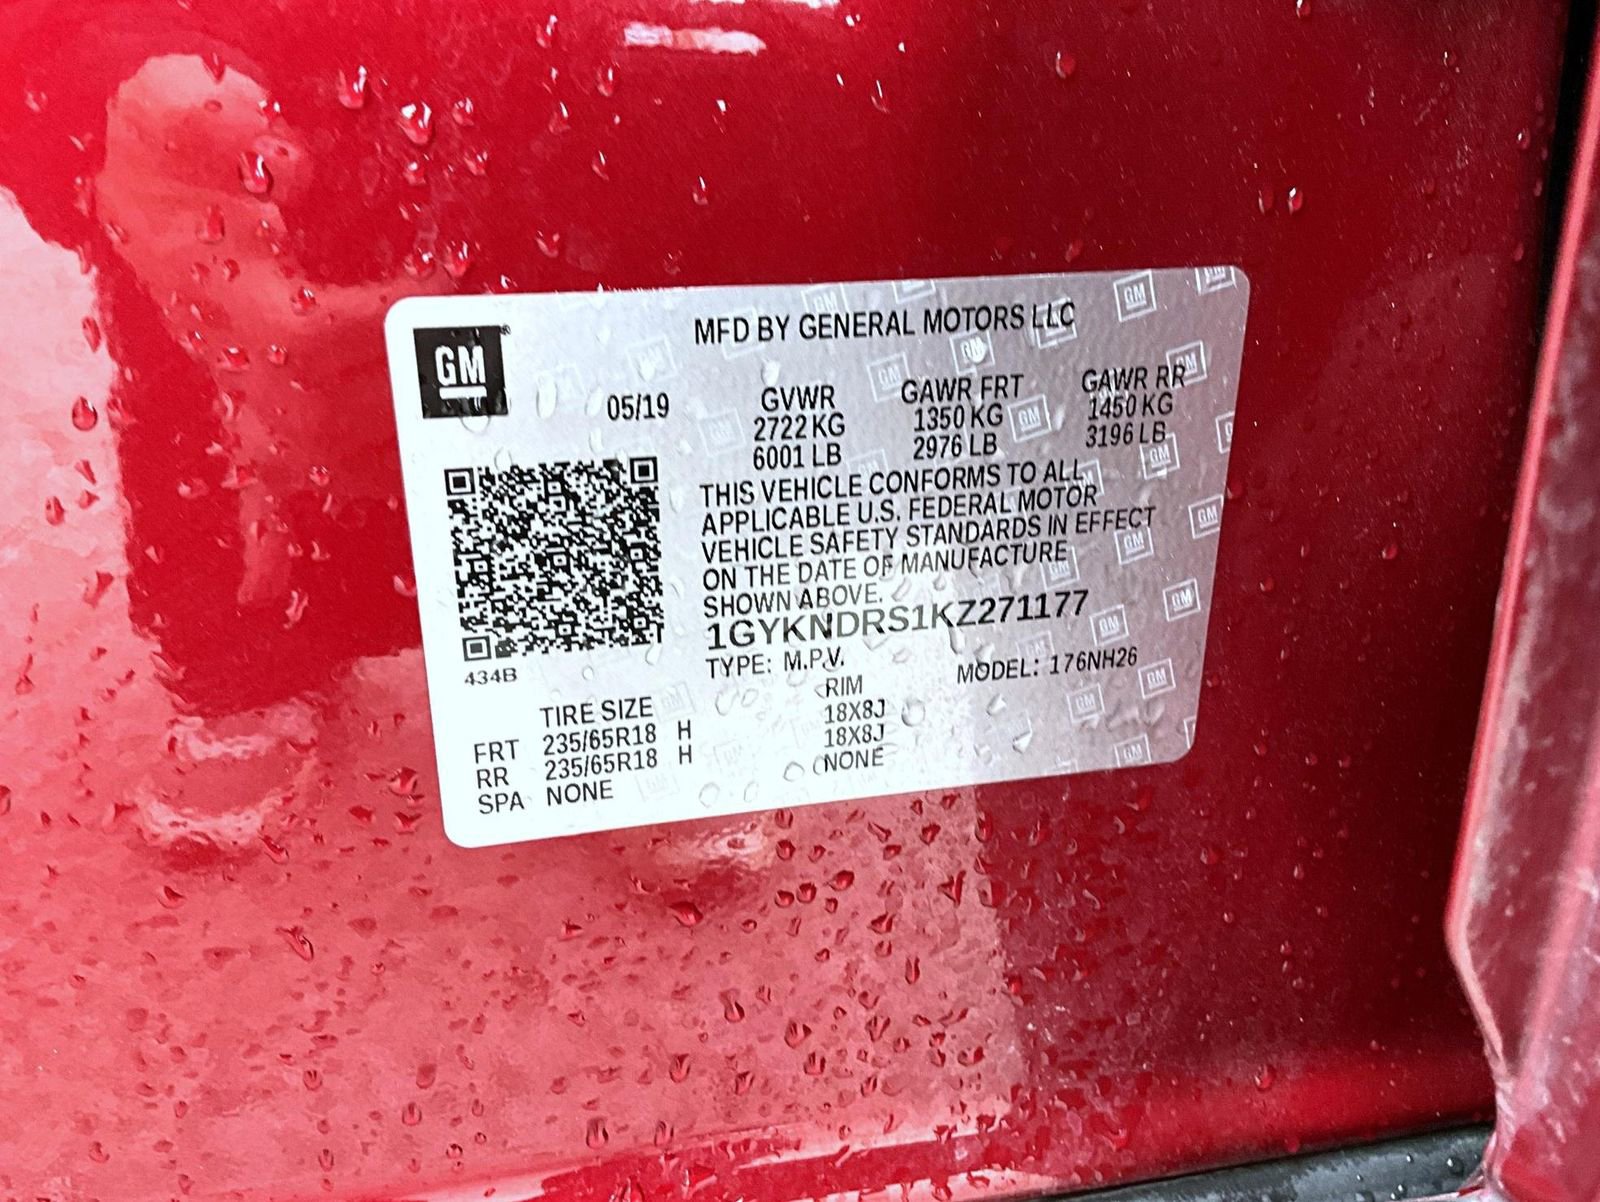 GM
MFD BY GENERAL MOTORS LLC
05/19
GVWR GAWR FRT GAWR RR
2722 KG 1350 KG 1450 KG
6001 LB 2976 LB 3196 LB
THIS VEHICLE CONFORMS TO ALL
APPLICABLE U.S. FEDERAL MOTOR
VEHICLE SAFETY STANDARDS IN EFFECT
ON THE DATE OF MANUFACTURE
SHOWN ABOVE.
1GYKNDRS1KZ271177
TYPE: M.P.V. MODEL: 176NH26
434B
TIRE SIZE RIM
FRT 235/65R18 H 18X8J
RR 235/65R18 H 18X8J
SPA NONE NONE